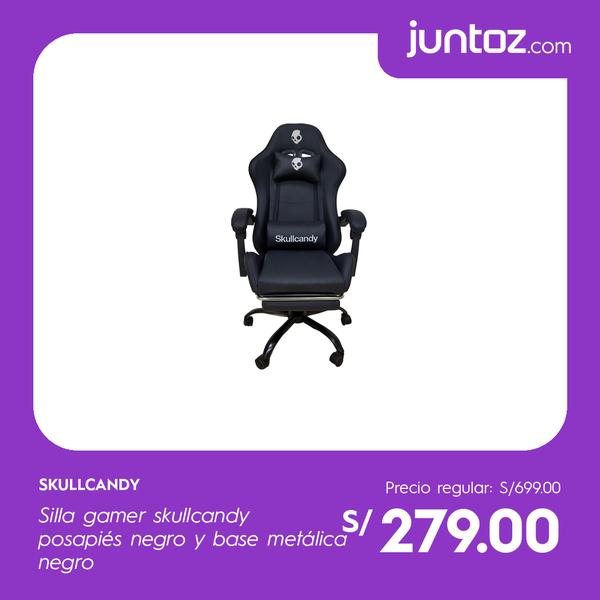 juntoz.com
Skullcandy
SKULLCANDY
Precio regular: S/699.00
Silla gamer skullcandy
posapiés negro y base metálica
negro
S/ 279.00